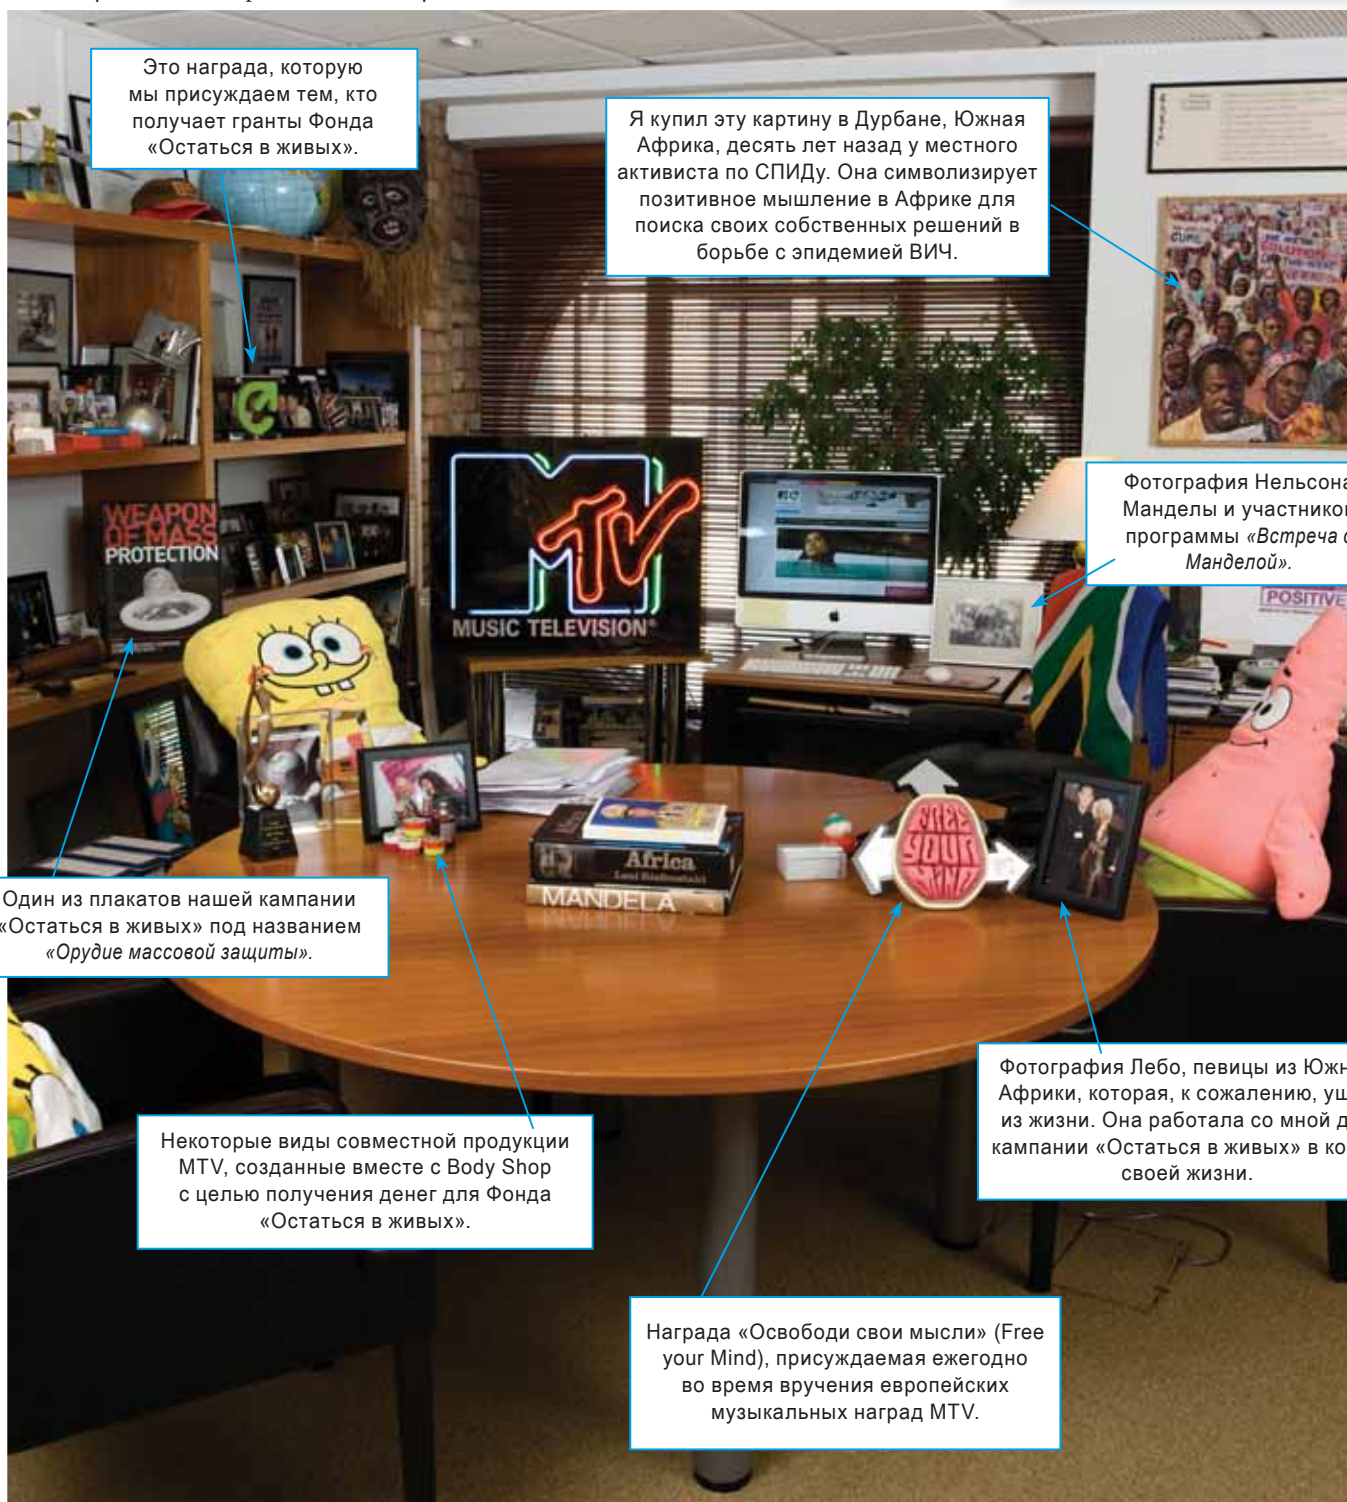 Это награда, которую
мы присуждаем тем, кто
получает гранты Фонда
«Остаться в живых».
Я купил эту картину в Дурбане, Южная
Африка, десять лет назад у местного
активиста по СПИДу. Она символизирует
позитивное мышление в Африке для
поиска своих собственных решений в
борьбе с эпидемией ВИЧ.
CURE
SOLUTION
Фотография Нельсона
Манделы и участников
программы «Встреча с
Манделой».
POSITIVE
WEAPON
OF MASS
PROTECTION
MTV
MUSIC TELEVISION®
FREE
YOUR
MIND
Africa
Leni Riefenstahl
MANDELA
Один из плакатов нашей кампании
«Остаться в живых» под названием
«Орудие массовой защиты».
Фотография Лебо, певицы из Южн
Африки, которая, к сожалению, уш
из жизни. Она работала со мной д
кампании «Остаться в живых» в ко
своей жизни.
Некоторые виды совместной продукции
MTV, созданные вместе с Body Shop
с целью получения денег для Фонда
«Остаться в живых».
Награда «Освободи свои мысли» (Free
your Mind), присуждаемая ежегодно
во время вручения европейских
музыкальных наград MTV.